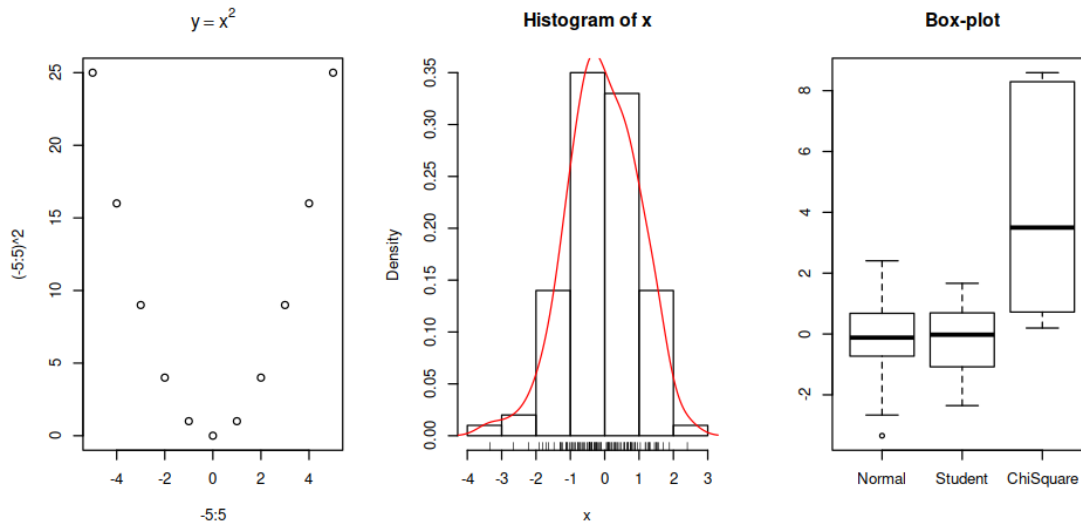 y = x²
(-5:5)^2
25
20
15
10
5
0
-4 -2 0 2 4
-5:5
Histogram of x
Density
0.35
0.30
0.25
0.20
0.15
0.10
0.05
0.00
-4 -3 -2 -1 0 1 2 3
x
Box-plot
8
6
4
2
0
-2
Normal Student ChiSquare